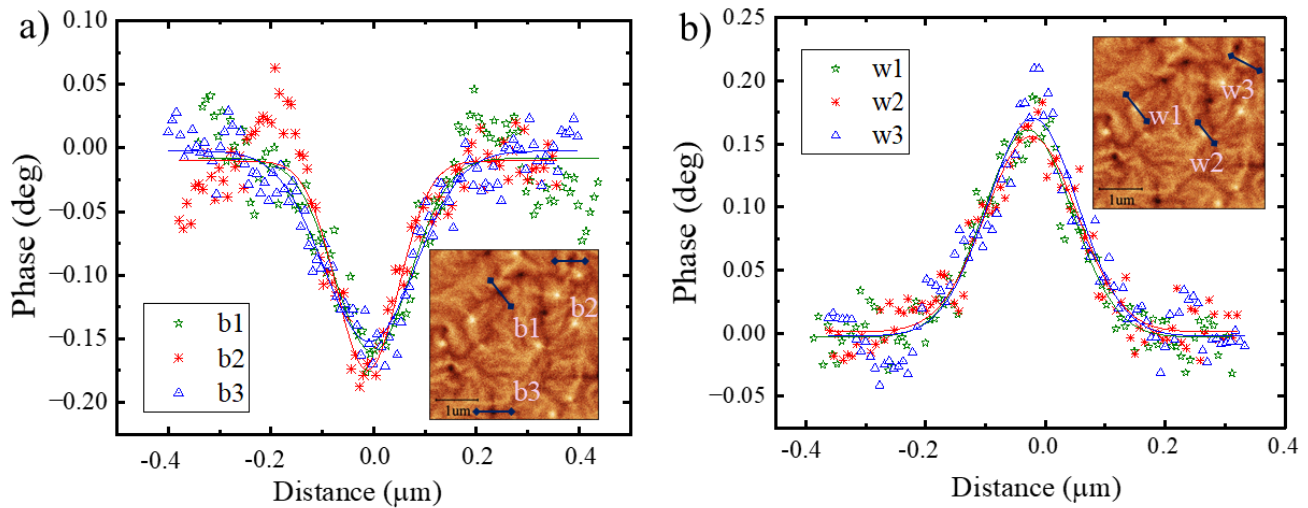 a)
0.10
0.05
0.00
−0.05
−0.10
−0.15
−0.20
Phase (deg)
b1
b2
b3
b1
b2
b3
1um
-0.4
-0.2
0.0
0.2
0.4
Distance (μm)
b)
0.25
0.20
0.15
0.10
0.05
0.00
0.05
Phase (deg)
w1
w2
w3
w1
w2
w3
1um
-0.4
-0.2
0.0
0.2
0.4
Distance (μm)